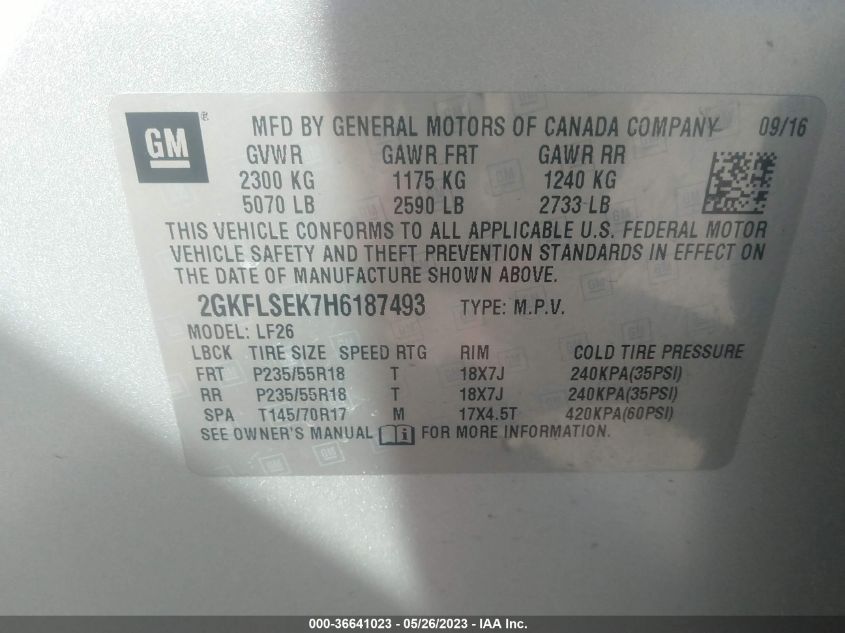 GM ® MFD BY GENERAL MOTORS OF CANADA COMPANY 09/16
GVWR GAWR FRT GAWR RR
2300 KG 1175 KG 1240 KG
5070 LB 2590 LB 2733 LB
THIS VEHICLE CONFORMS TO ALL APPLICABLE U.S. FEDERAL MOTOR
VEHICLE SAFETY AND THEFT PREVENTION STANDARDS IN EFFECT ON
THE DATE OF MANUFACTURE SHOWN ABOVE.
2GKFLSEK7H6187493 TYPE: M.P.V.
MODEL: LF26
LBCK TIRE SIZE SPEED RTG RIM COLD TIRE PRESSURE
FRT P235/55R18 T 18X7J 240KPA(35PSI)
RR P235/55R18 T 18X7J 240KPA(35PSI)
SPA T145/70R17 M 17X4.5T 420KPA(60PSI)
SEE OWNER'S MANUAL i FOR MORE INFORMATION.
000-36641023 - 05/26/2023 - IAA Inc.